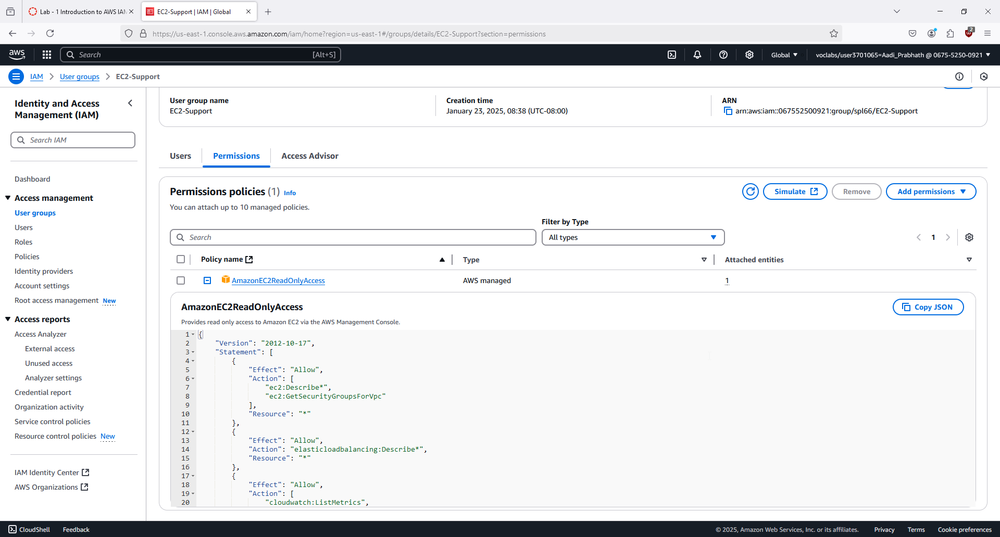 Lab - 1 Introduction to AWS IAM
EC2-Support | IAM | Global
https://us-east-1.console.aws.amazon.com/iam/home?region=us-east-1#/groups/details/EC2-Support?section=permissions
2
aws
Search
[Alt+S]
Global
voclabs/user3701065=Aadi_Prabhath @ 0675-5250-0921
IAM
User groups
EC2-Support
Identity and Access
Management (IAM)
Search IAM
Dashboard
Access management
User groups
Users
Roles
Policies
Identity providers
Account settings
Root access management New
Access reports
Access Analyzer
External access
Unused access
Analyzer settings
Credential report
Organization activity
Service control policies
Resource control policies New
IAM Identity Center
AWS Organizations
User group name
EC2-Support
Creation time
January 23, 2025, 08:38 (UTC-08:00)
ARN
arn:aws:iam::067552500921:group/spl66/EC2-Support
Users
Permissions
Access Advisor
Permissions policies (1) Info
You can attach up to 10 managed policies.
Simulate
Remove
Add permissions
Filter by Type
Search
All types
1
Policy name
Type
Attached entities
AmazonEC2ReadOnlyAccess
AWS managed
1
AmazonEC2ReadOnlyAccess
Provides read only access to Amazon EC2 via the AWS Management Console.
Copy JSON
1 {
2 "Version": "2012-10-17",
3 "Statement": [
4 {
5 "Effect": "Allow",
6 "Action": [
7 "ec2:Describe*",
8 "ec2:GetSecurityGroupsForVpc"
9 ],
10 "Resource": "*"
11 },
12 {
13 "Effect": "Allow",
14 "Action": "elasticloadbalancing:Describe*",
15 "Resource": "*"
16 },
17 {
18 "Effect": "Allow",
19 "Action": [
20 "cloudwatch:ListMetrics",
CloudShell
Feedback
© 2025, Amazon Web Services, Inc. or its affiliates.
Privacy
Terms
Cookie preferences